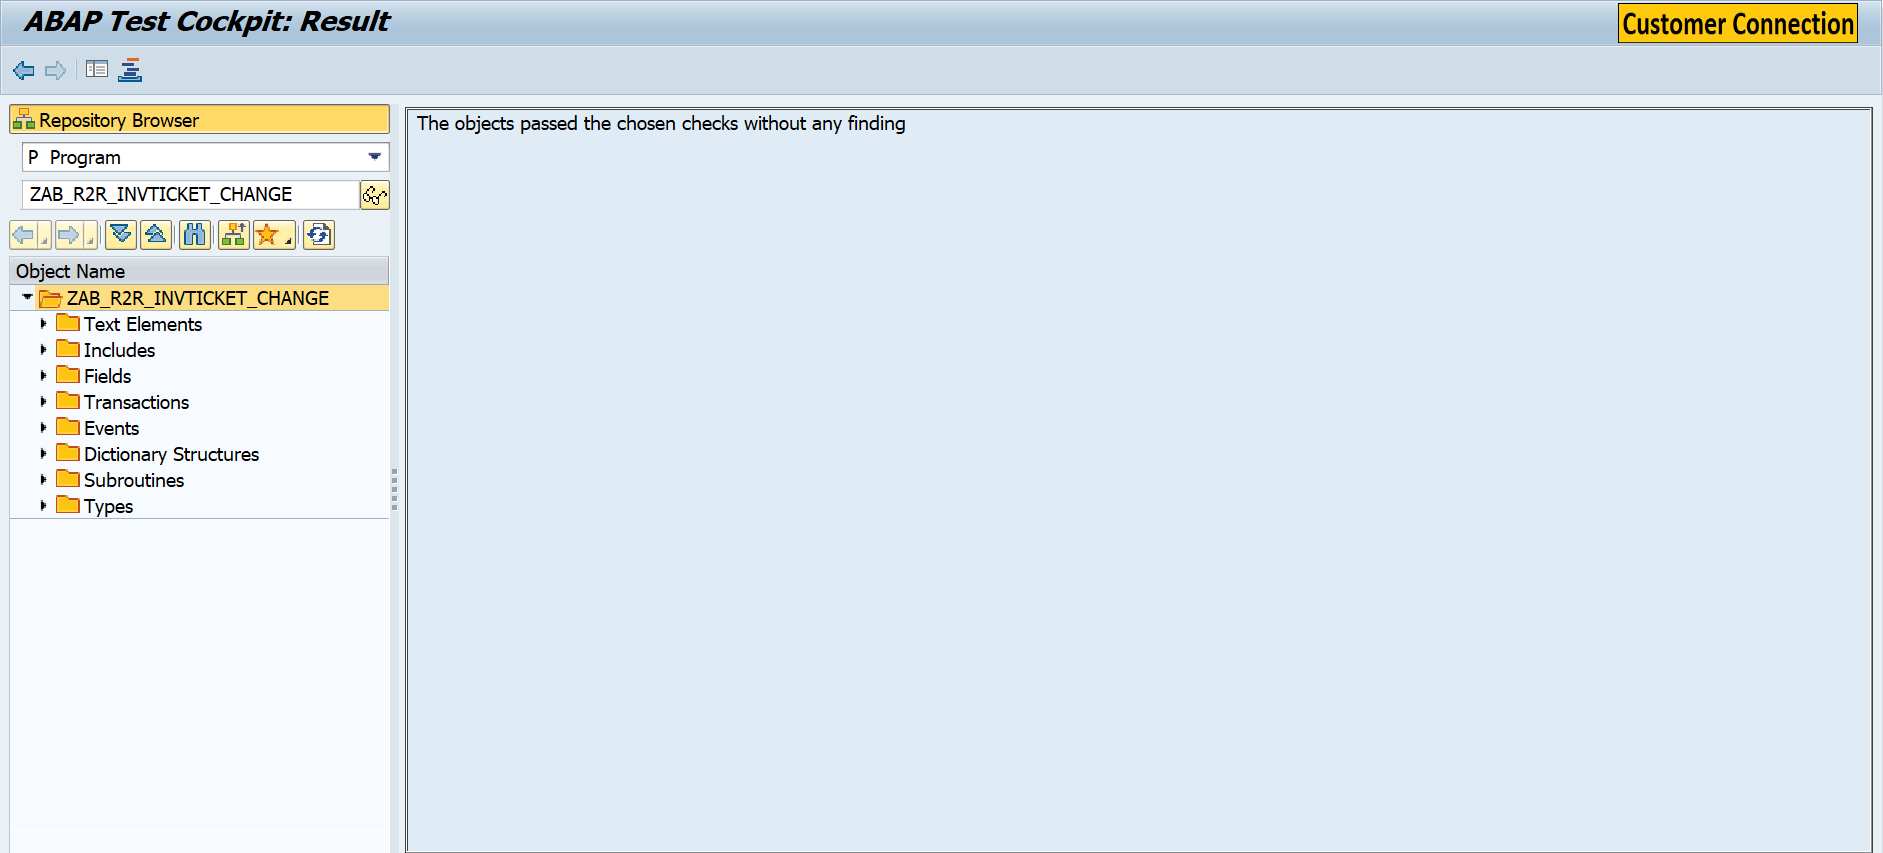 ABAP Test Cockpit: Result
Customer Connection
Repository Browser
P Program
ZAB_R2R_INVTICKET_CHANGE
Object Name
ZAB_R2R_INVTICKET_CHANGE
Text Elements
Includes
Fields
Transactions
Events
Dictionary Structures
Subroutines
Types
The objects passed the chosen checks without any finding